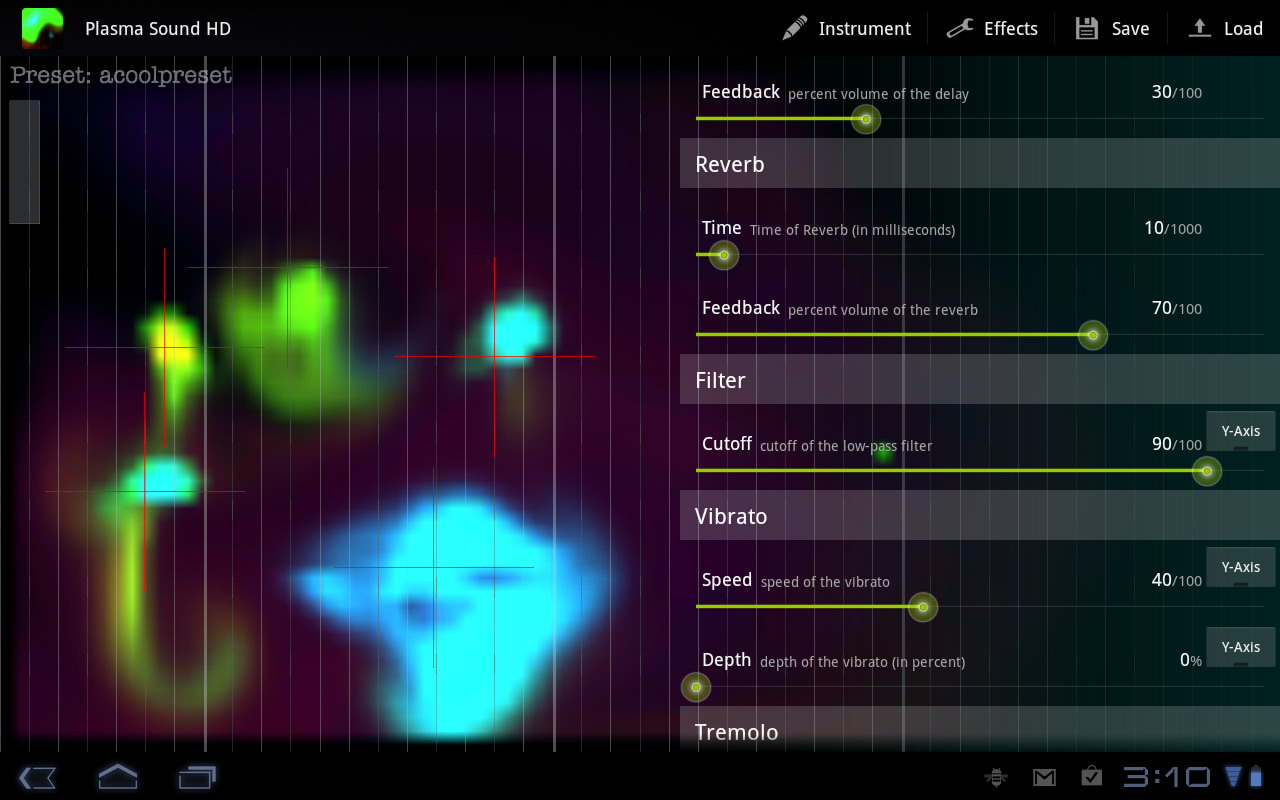 Plasma Sound HD
Instrument
Effects
Save
Load
Preset: acoolpreset
Feedback percent volume of the delay 30/100
Reverb
Time Time of Reverb (in milliseconds) 10/1000
Feedback percent volume of the reverb 70/100
Filter
Cutoff cutoff of the low-pass filter 90/100 Y-Axis
Vibrato
Speed speed of the vibrato 40/100 Y-Axis
Depth depth of the vibrato (in percent) 0% Y-Axis
Tremolo
3:10